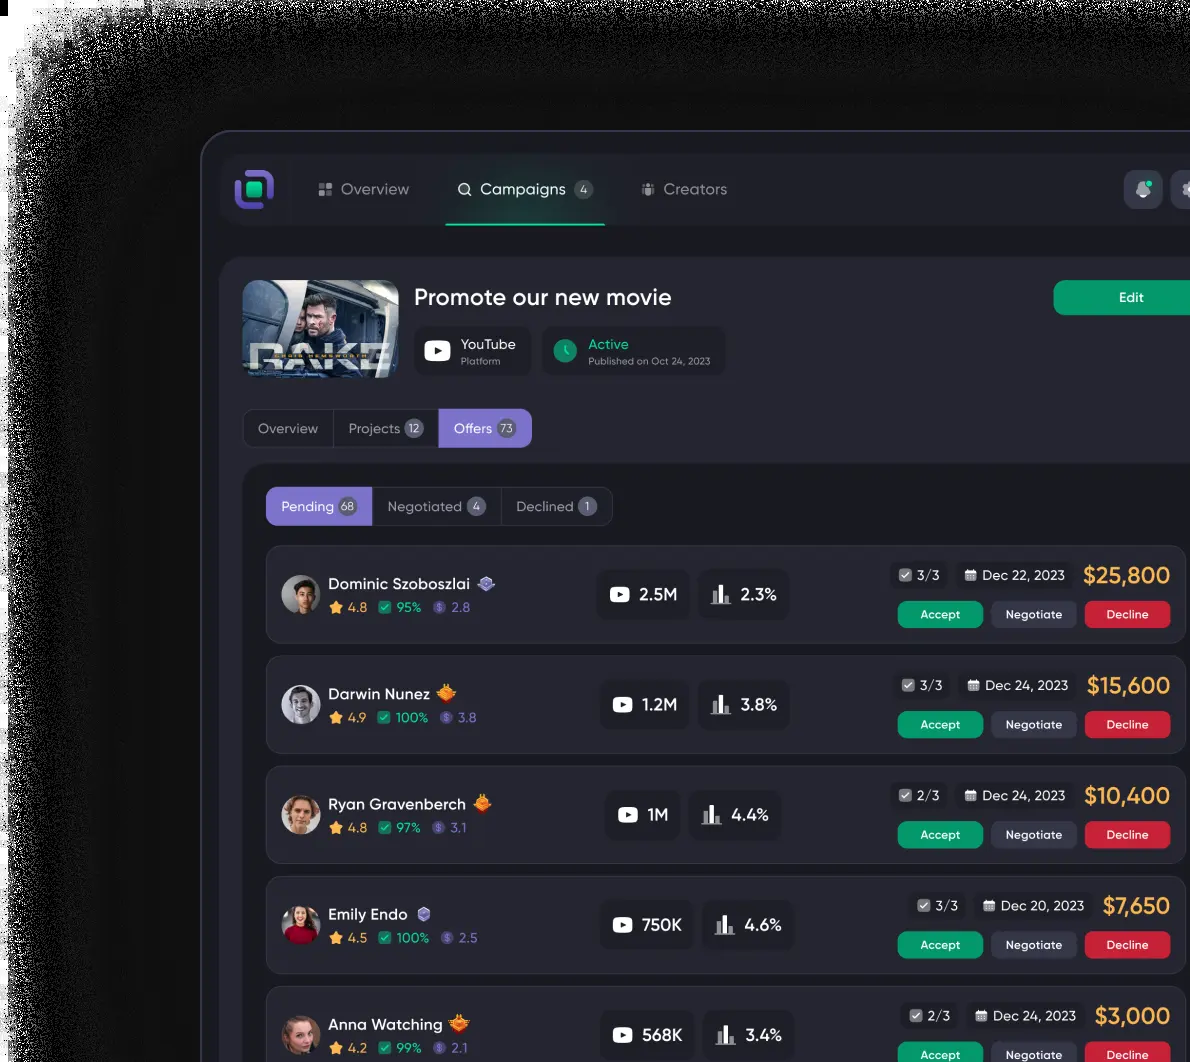 Overview
Campaigns 4
Creators
Promote our new movie
Edit
YouTube
Platform
Active
Published on Oct 24, 2023
CHRIS HEMSWORTH
RAKE
Overview
Projects 12
Offers 73
Pending 68
Negotiated 4
Declined 1
Dominic Szoboszlai
4.8 95% $ 2.8
2.5M
2.3%
3/3
Dec 22, 2023
$25,800
Accept
Negotiate
Decline
Darwin Nunez
4.9 100% $ 3.8
1.2M
3.8%
3/3
Dec 24, 2023
$15,600
Accept
Negotiate
Decline
Ryan Gravenberch
4.8 97% $ 3.1
1M
4.4%
2/3
Dec 24, 2023
$10,400
Accept
Negotiate
Decline
Emily Endo
4.5 100% $ 2.5
750K
4.6%
3/3
Dec 20, 2023
$7,650
Accept
Negotiate
Decline
Anna Watching
4.2 99% $ 2.1
568K
3.4%
2/3
Dec 24, 2023
$3,000
Accept
Negotiate
Decline